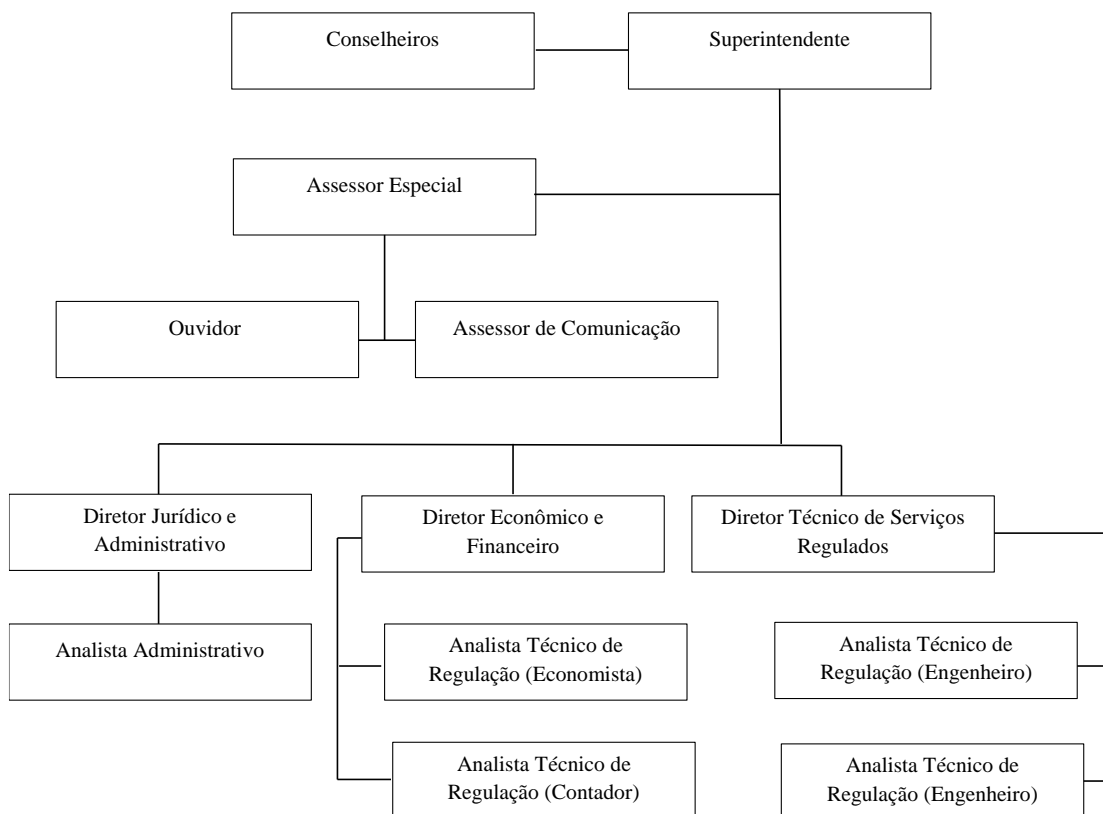 Conselheiros
Superintendente
Assessor Especial
Ouvidor
Assessor de Comunicação
Diretor Jurídico e
Administrativo
Diretor Econômico e
Financeiro
Diretor Técnico de Serviços
Regulados
Analista Administrativo
Analista Técnico de
Regulação (Economista)
Analista Técnico de
Regulação (Engenheiro)
Analista Técnico de
Regulação (Contador)
Analista Técnico de
Regulação (Engenheiro)